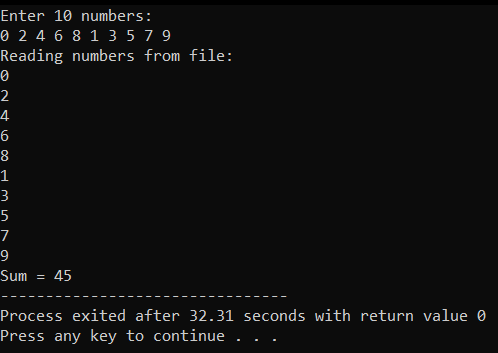 Enter 10 numbers:
0 2 4 6 8 1 3 5 7 9
Reading numbers from file:
0
2
4
6
8
1
3
5
7
9
Sum = 45
--------------------------------
Process exited after 32.31 seconds with return value 0
Press any key to continue . . .